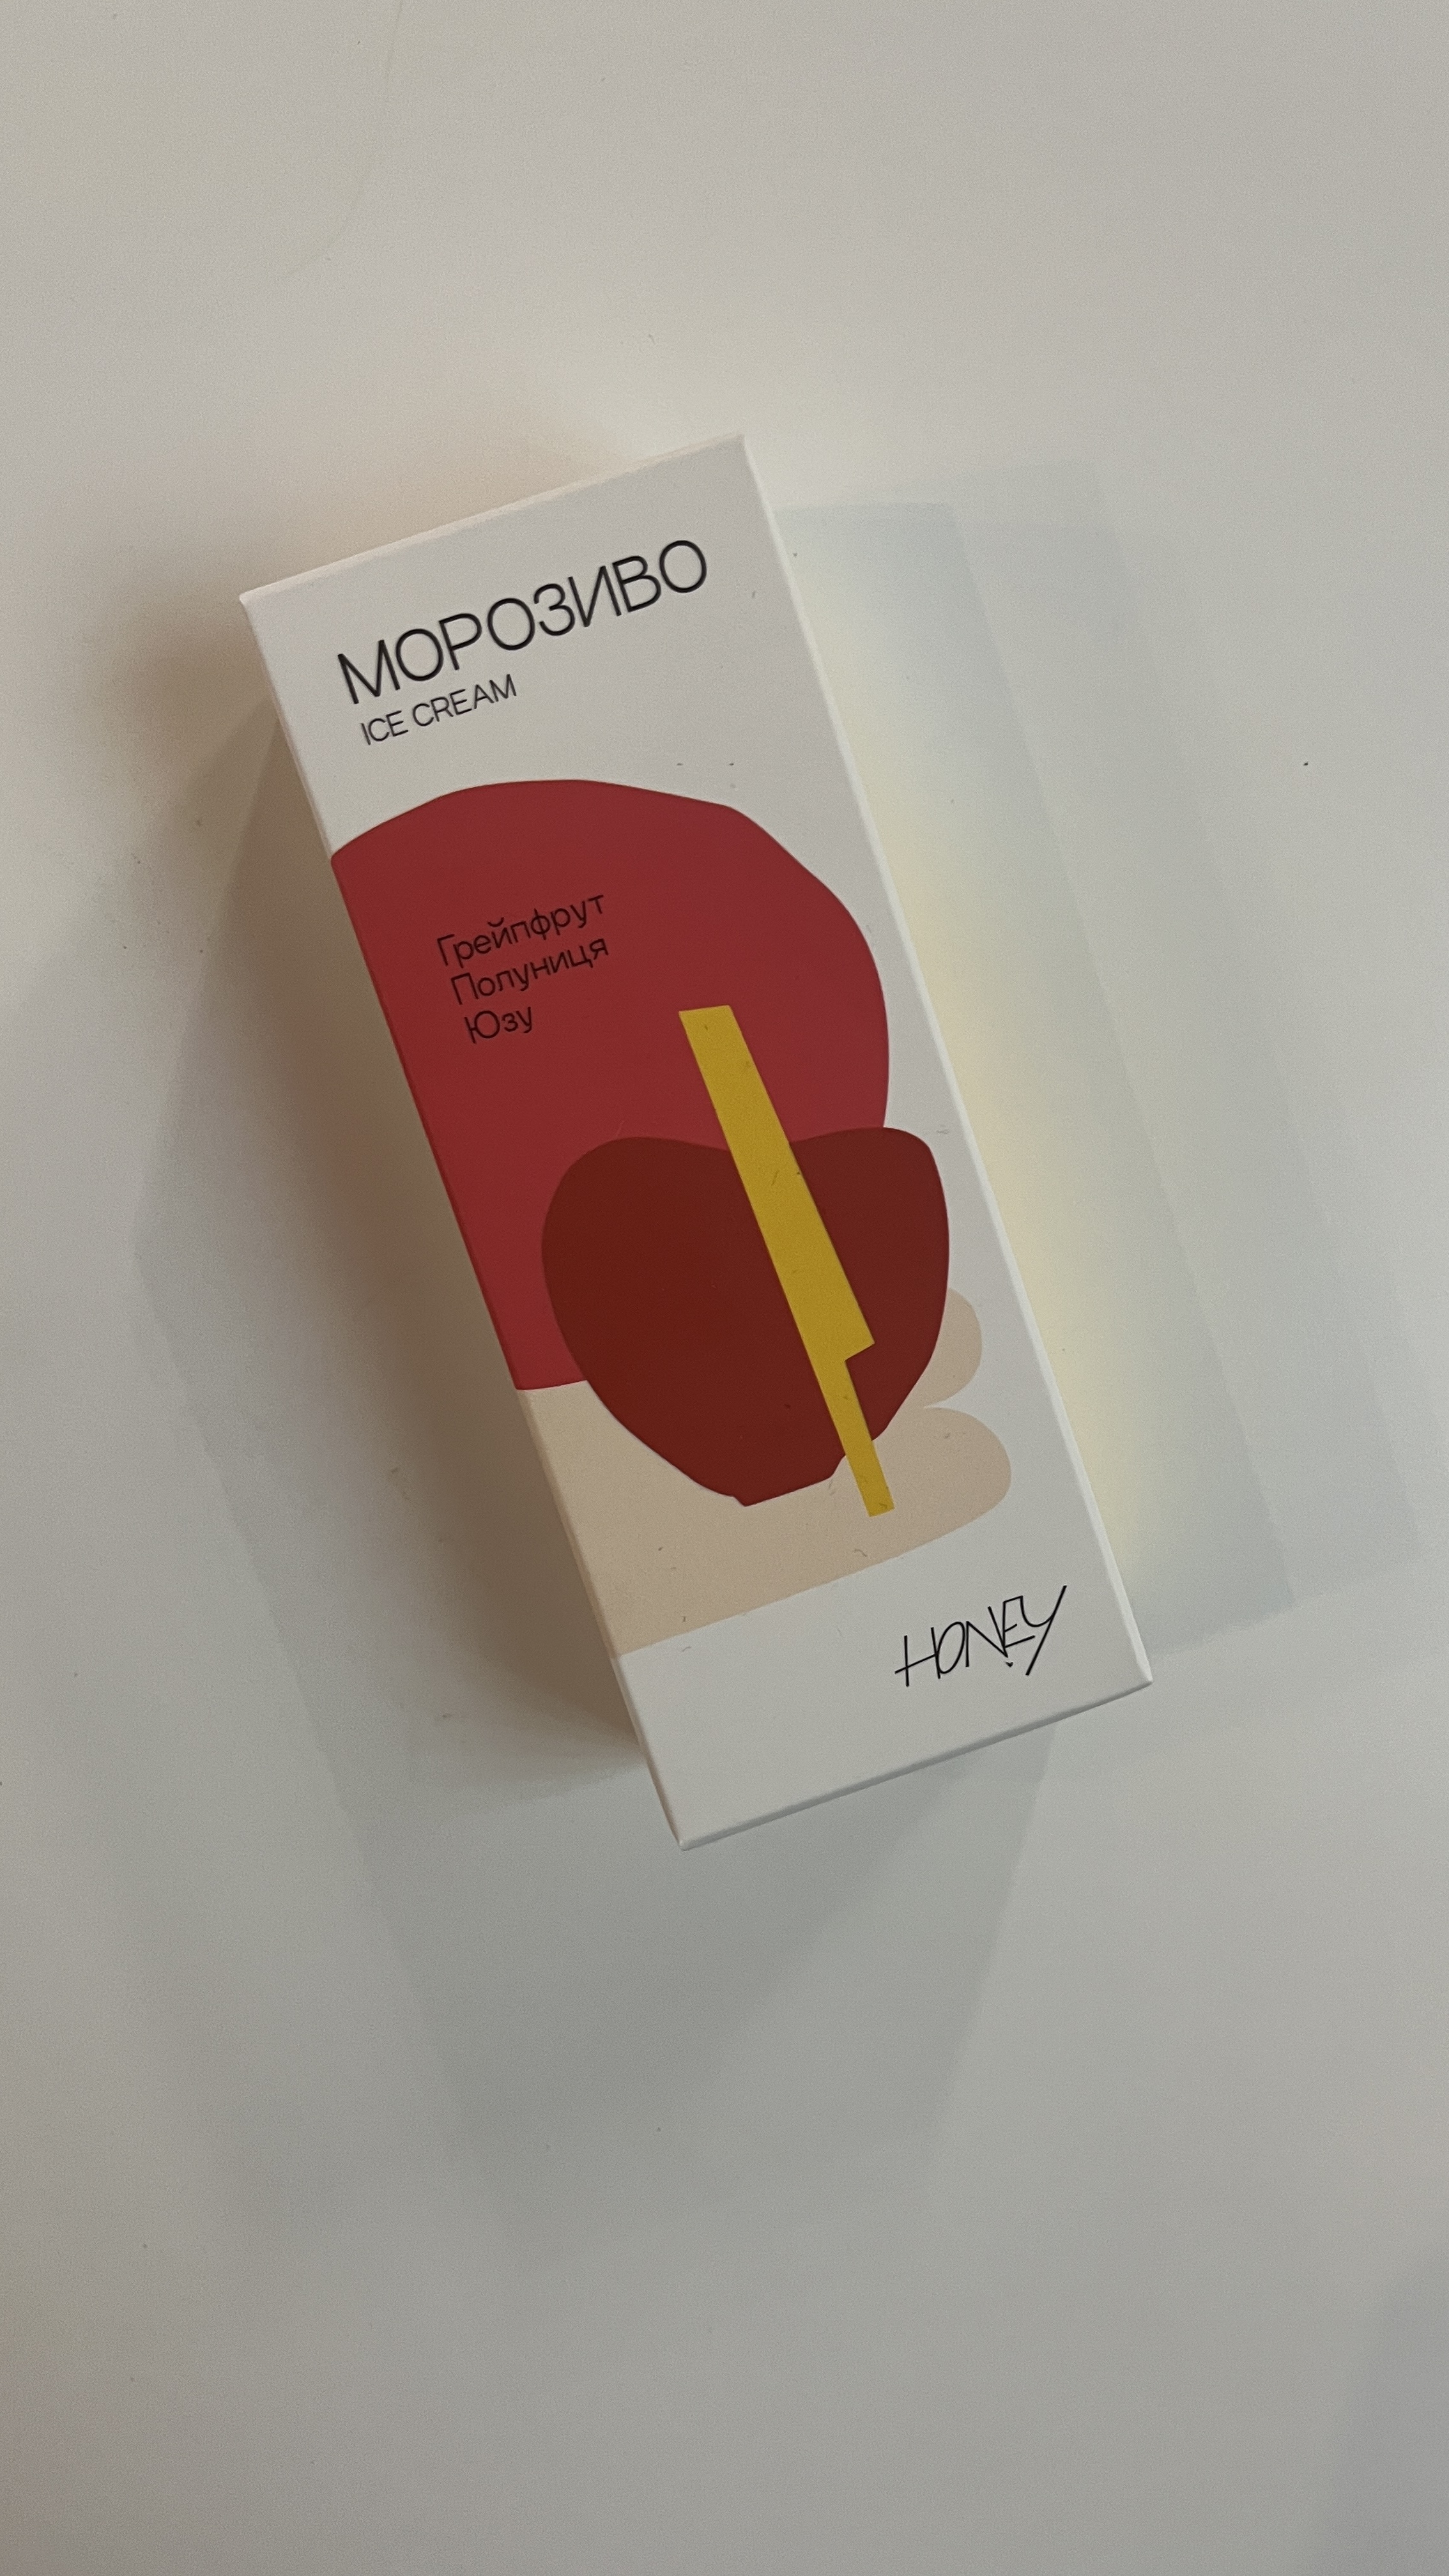 МОРОЗИВО
ICE CREAM
Грейпфрут
Полуниця
Юзу
HONEY